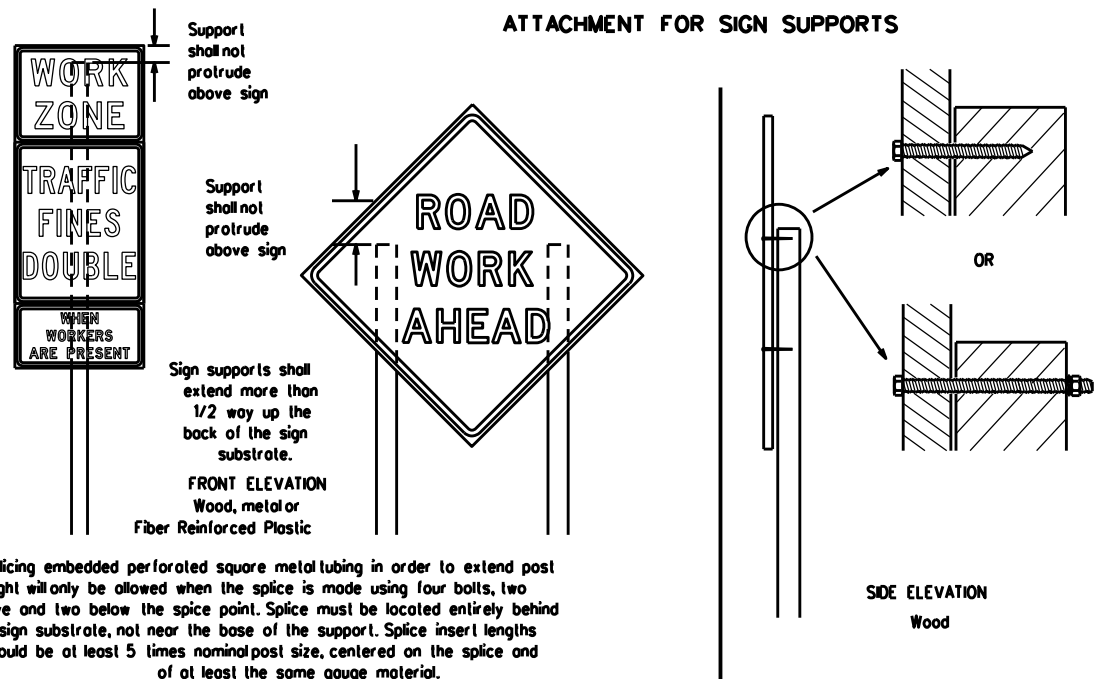 ATTACHMENT FOR SIGN SUPPORTS
Support
shall not
protrude
above sign
WORK
ZONE
TRAFFIC
FINES
DOUBLE
WHEN
WORKERS
ARE PRESENT
Support
shall not
protrude
above sign
ROAD
WORK
AHEAD
Sign supports shall
extend more than
1/2 way up the
back of the sign
substrate.
FRONT ELEVATION
Wood, metal or
Fiber Reinforced Plastic
OR
SIDE ELEVATION
Wood
licing embedded perforated square metal tubing in order to extend post
ght will only be allowed when the splice is made using four bolts, two
ve and two below the spice point. Splice must be located entirely behind
sign substrate, not near the base of the support. Splice insert lengths
ould be at least 5 times nominal post size, centered on the splice and
of at least the same gauge material.